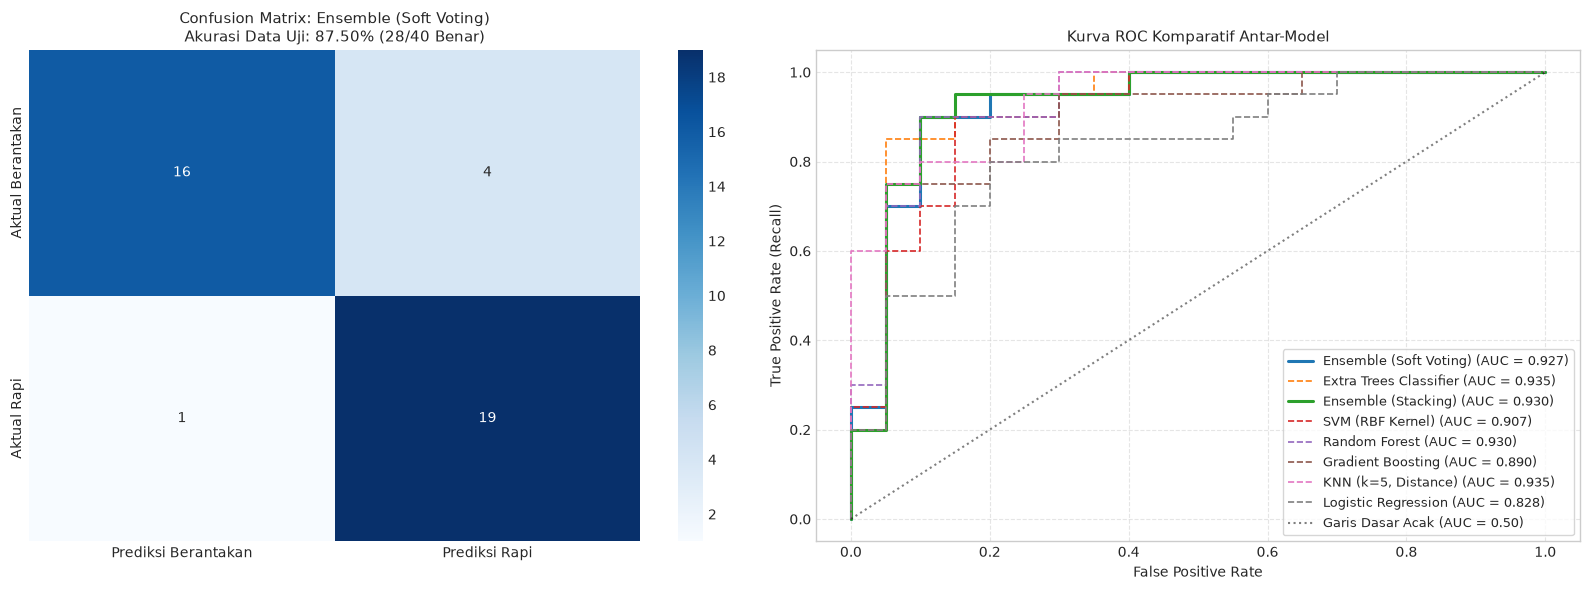 Confusion Matrix: Ensemble (Soft Voting)
Akurasi Data Uji: 87.50% (28/40 Benar)
Aktual Berantakan
Aktual Rapi
16
4
1
19
Prediksi Berantakan
Prediksi Rapi
18
16
14
12
10
8
6
4
2
Kurva ROC Komparatif Antar-Model
True Positive Rate (Recall)
1.0
0.8
0.6
0.4
0.2
0.0
Ensemble (Soft Voting) (AUC = 0.927)
Extra Trees Classifier (AUC = 0.935)
Ensemble (Stacking) (AUC = 0.930)
SVM (RBF Kernel) (AUC = 0.907)
Random Forest (AUC = 0.930)
Gradient Boosting (AUC = 0.890)
KNN (k=5, Distance) (AUC = 0.935)
Logistic Regression (AUC = 0.828)
Garis Dasar Acak (AUC = 0.50)
0.0
0.2
0.4
0.6
0.8
1.0
False Positive Rate